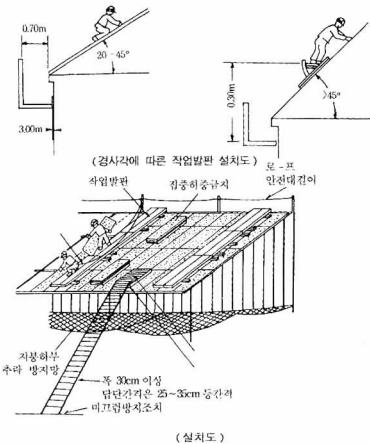 0.70m
20-45°
3.00m
0.30m
>45°
(경사각에 따른 작업발판 설치도)
작업발판
집중하중금지
로-프
안전대걸이
지붕하부
추락 방지망
폭 30cm 이상
답단간격은 25~35cm 등간격
미끄럼방치조치
(설치도)